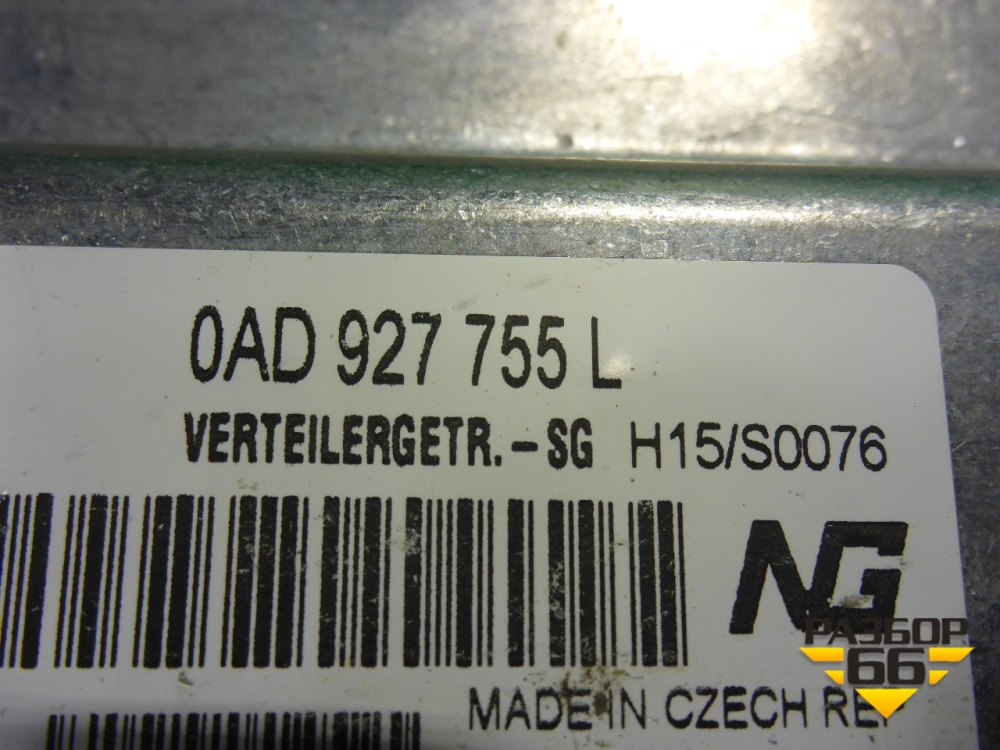 0AD 927 755 L
VERTEILERGETR.-SG H15/S0076
NG
РАЗБОР
66
MADE IN CZECH REP